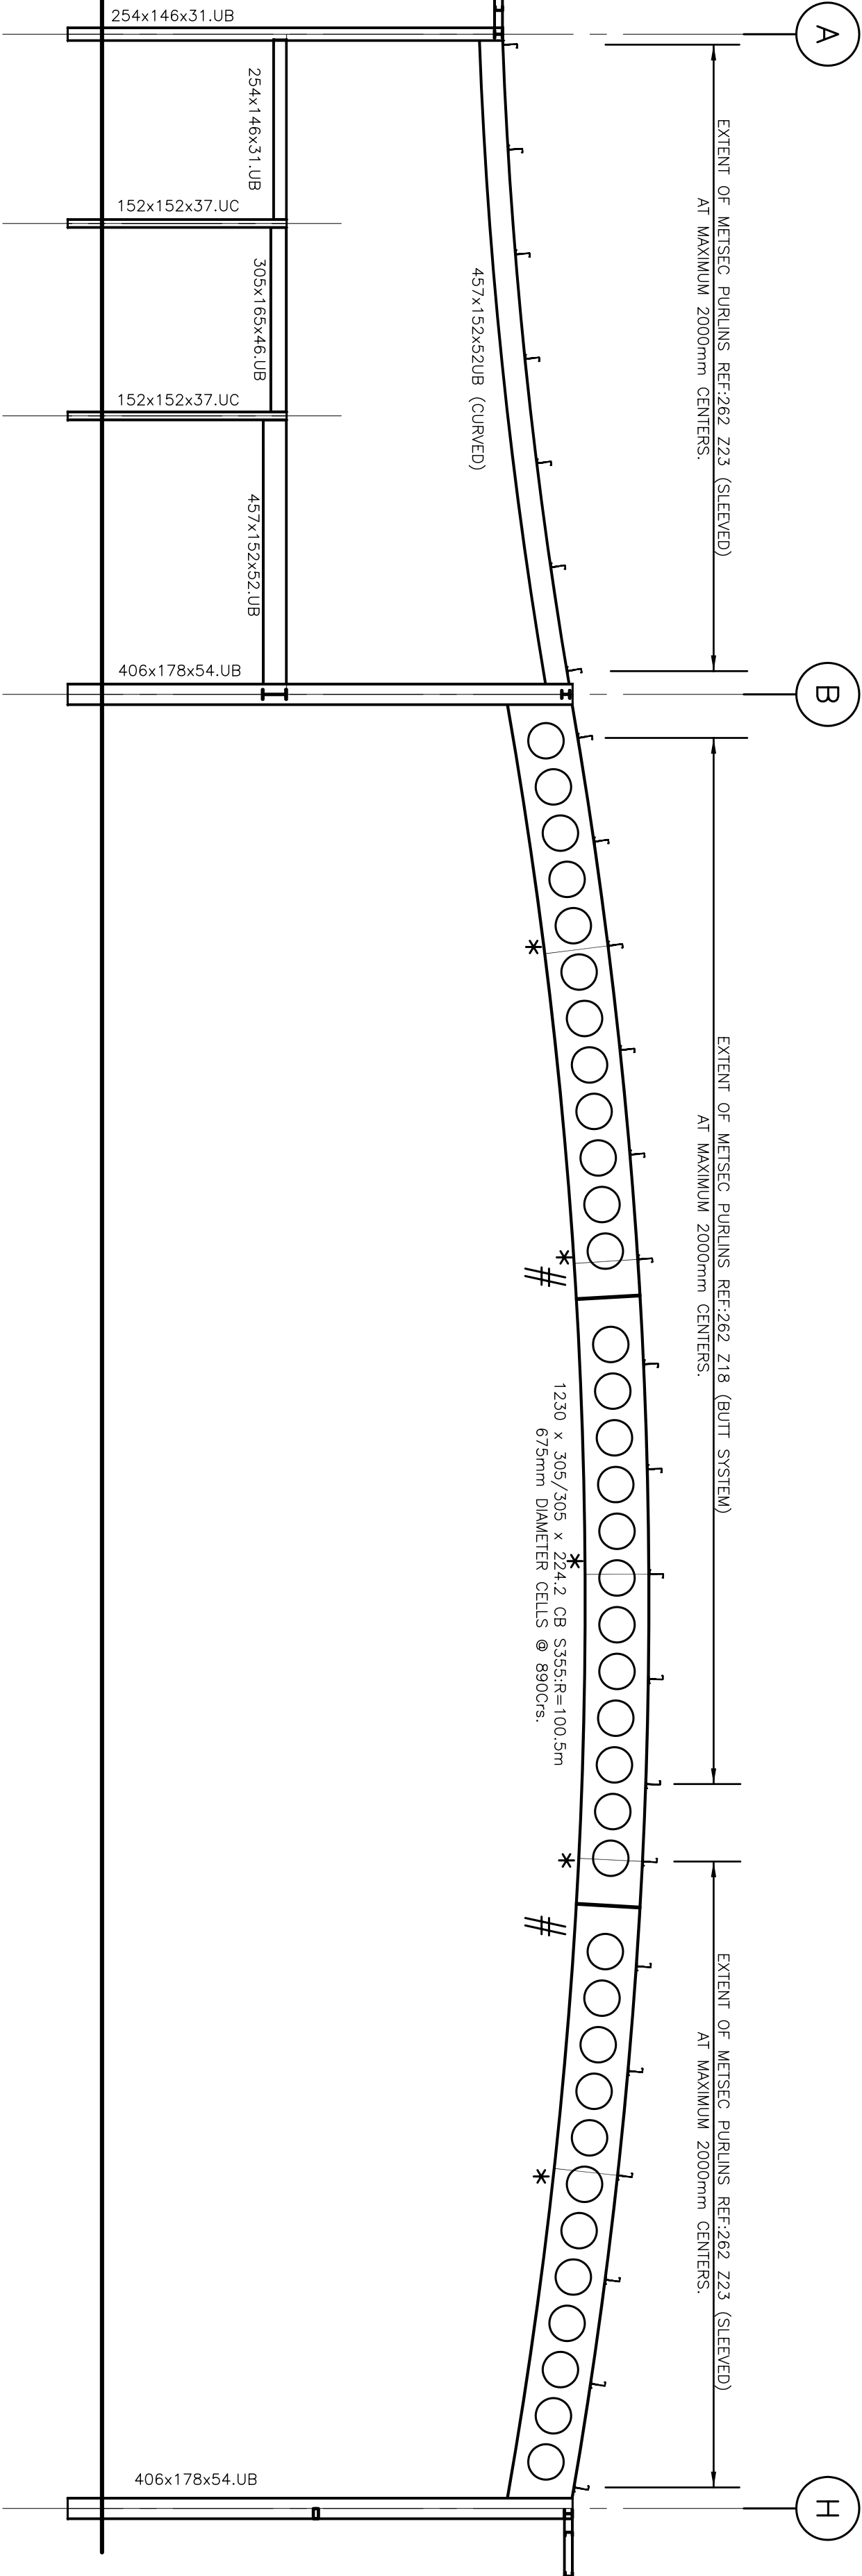 A
B
H
EXTENT OF METSEC PURLINS REF:262 Z23 (SLEEVED)
AT MAXIMUM 2000mm CENTERS.
EXTENT OF METSEC PURLINS REF:262 Z18 (BUTT SYSTEM)
AT MAXIMUM 2000mm CENTERS.
EXTENT OF METSEC PURLINS REF:262 Z23 (SLEEVED)
AT MAXIMUM 2000mm CENTERS.
457x152x52UB (CURVED)
*
*
#
1230 x 305/305 x 224.2 CB S355:R=100.5m
675mm DIAMETER CELLS @ 890Crs.
*
*
#
*
254x146x31.UB
254x146x31.UB
152x152x37.UC
305x165x46.UB
152x152x37.UC
457x152x52.UB
406x178x54.UB
406x178x54.UB